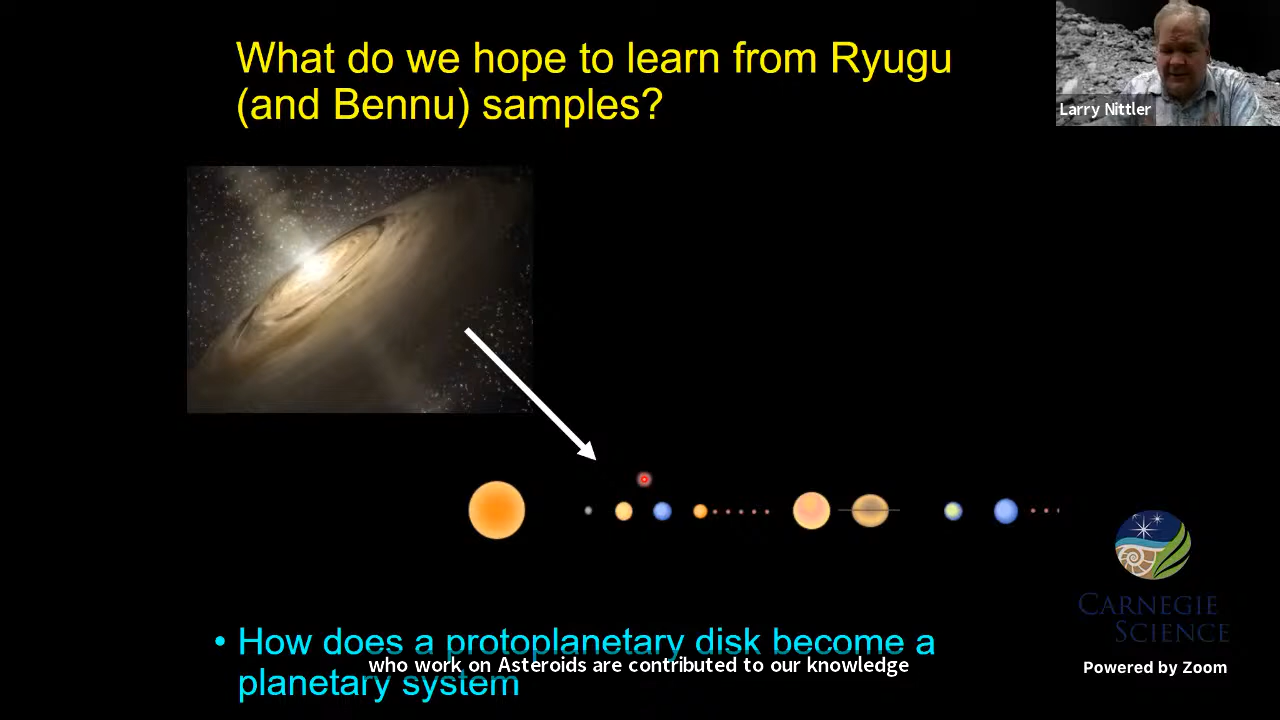 What do we hope to learn from Ryugu
(and Bennu) samples?
Larry Nittler
CARNEGIE
SCIENCE
• How does a protoplanetary disk become a
planetary system
who work on Asteroids are contributed to our knowledge
Powered by Zoom